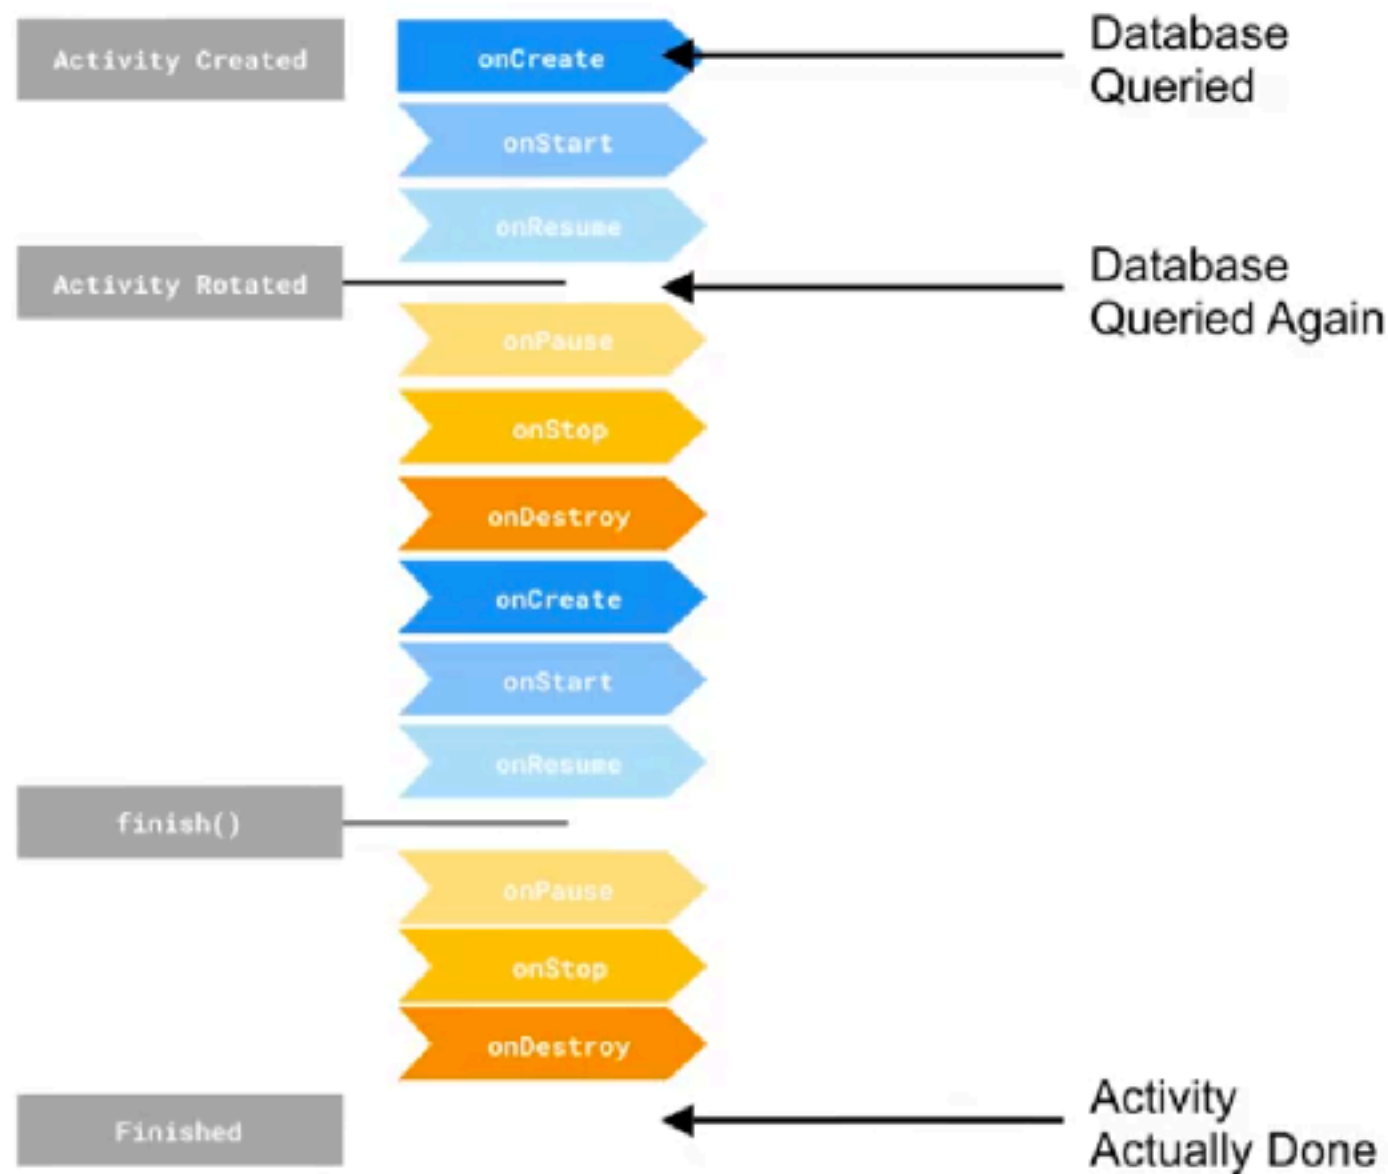 Activity Created
onCreate
Database
Queried
onStart
onResume
Activity Rotated
Database
Queried Again
onPause
onStop
onDestroy
onCreate
onStart
onResume
finish()
onPause
onStop
onDestroy
Finished
Activity
Actually Done